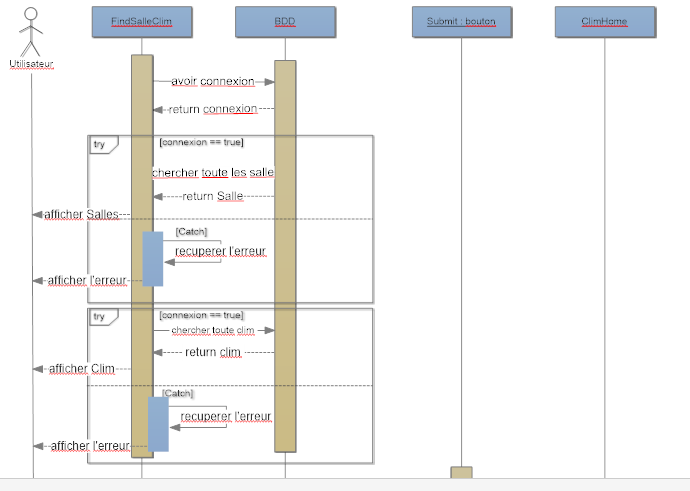 FindSalleClim
BDD
Submit : bouton
ClimHome
Utilisateur
avoir connexion
return connexion
try
[connexion == true]
chercher toute les salle
return Salle
afficher Salles
[Catch]
recuperer l'erreur
afficher l'erreur
try
[connexion == true]
chercher toute clim
return clim
afficher Clim
[Catch]
recuperer l'erreur
afficher l'erreur